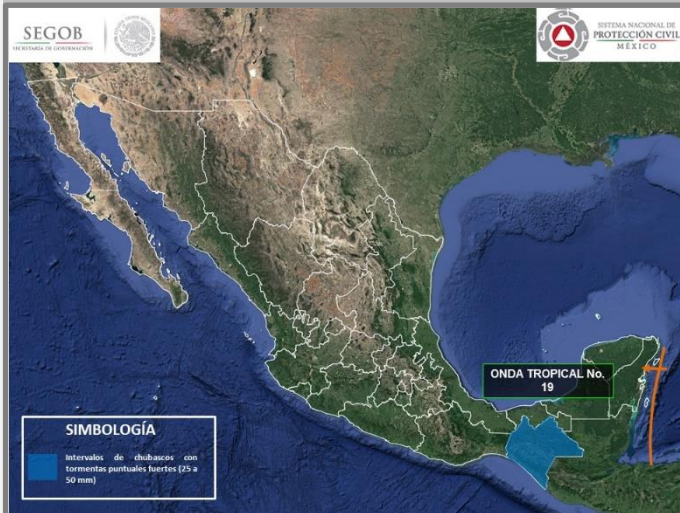 SEGOB
SECRETARÍA DE GOBERNACIÓN
SISTEMA NACIONAL DE
PROTECCIÓN CIVIL
MÉXICO
ONDA TROPICAL No.
19
SIMBOLOGÍA
Intervalos de chubascos con
tormentas puntuales fuertes (25 a
50 mm)